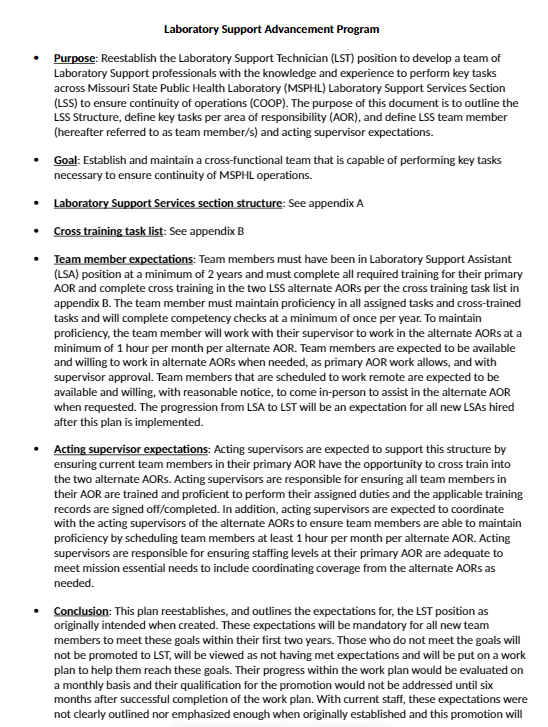 Laboratory Support Advancement Program
• Purpose: Reestablish the Laboratory Support Technician (LST) position to develop a team of
Laboratory Support professionals with the knowledge and experience to perform key tasks
across Missouri State Public Health Laboratory (MSPHL) Laboratory Support Services Section
(LSS) to ensure continuity of operations (COOP). The purpose of this document is to outline the
LSS Structure, define key tasks per area of responsibility (AOR), and define LSS team member
(hereafter referred to as team member/s) and acting supervisor expectations.
• Goal: Establish and maintain a cross-functional team that is capable of performing key tasks
necessary to ensure continuity of MSPHL operations.
• Laboratory Support Services section structure: See appendix A
• Cross training task list: See appendix B
• Team member expectations: Team members must have been in Laboratory Support Assistant
(LSA) position at a minimum of 2 years and must complete all required training for their primary
AOR and complete cross training in the two LSS alternate AORs per the cross training task list in
appendix B. The team member must maintain proficiency in all assigned tasks and cross-trained
tasks and will complete competency checks at a minimum of once per year. To maintain
proficiency, the team member will work with their supervisor to work in the alternate AORs at a
minimum of 1 hour per month per alternate AOR. Team members are expected to be available
and willing to work in alternate AORs when needed, as primary AOR work allows, and with
supervisor approval. Team members that are scheduled to work remote are expected to be
available and willing, with reasonable notice, to come in-person to assist in the alternate AOR
when requested. The progression from LSA to LST will be an expectation for all new LSAs hired
after this plan is implemented.
• Acting supervisor expectations: Acting supervisors are expected to support this structure by
ensuring current team members in their primary AOR have the opportunity to cross train into
the two alternate AORs. Acting supervisors are responsible for ensuring all team members in
their AOR are trained and proficient to perform their assigned duties and the applicable training
records are signed off/completed. In addition, acting supervisors are expected to coordinate
with the acting supervisors of the alternate AORs to ensure team members are able to maintain
proficiency by scheduling team members at least 1 hour per month per alternate AOR. Acting
supervisors are responsible for ensuring staffing levels at their primary AOR are adequate to
meet mission essential needs to include coordinating coverage from the alternate AORs as
needed.
• Conclusion: This plan reestablishes, and outlines the expectations for, the LST position as
originally intended when created. These expectations will be mandatory for all new team
members to meet these goals within their first two years. Those who do not meet the goals will
not be promoted to LST, will be viewed as not having met expectations and will be put on a work
plan to help them reach these goals. Their progress within the work plan would be evaluated on
a monthly basis and their qualification for the promotion would not be addressed until six
months after successful completion of the work plan. With current staff, these expectations were
not clearly outlined nor emphasized enough when originally established and this promotion will